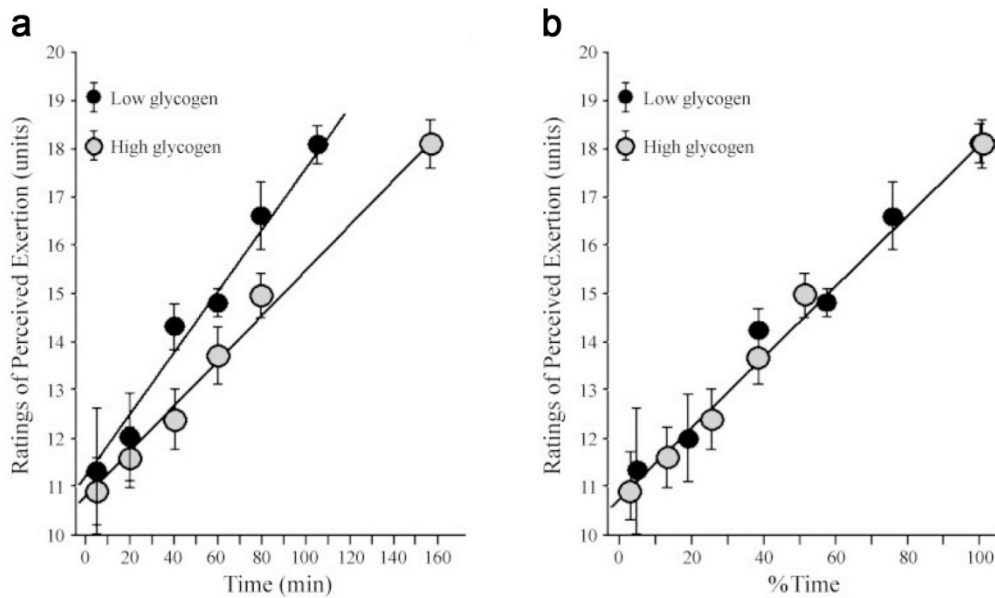 a
Ratings of Perceived Exertion (units)
20
19
18
17
16
15
14
13
12
11
10
Low glycogen
High glycogen
0 20 40 60 80 100 120 140 160
Time (min)
b
Ratings of Perceived Exertion (units)
20
19
18
17
16
15
14
13
12
11
10
Low glycogen
High glycogen
0 20 40 60 80 100
%Time